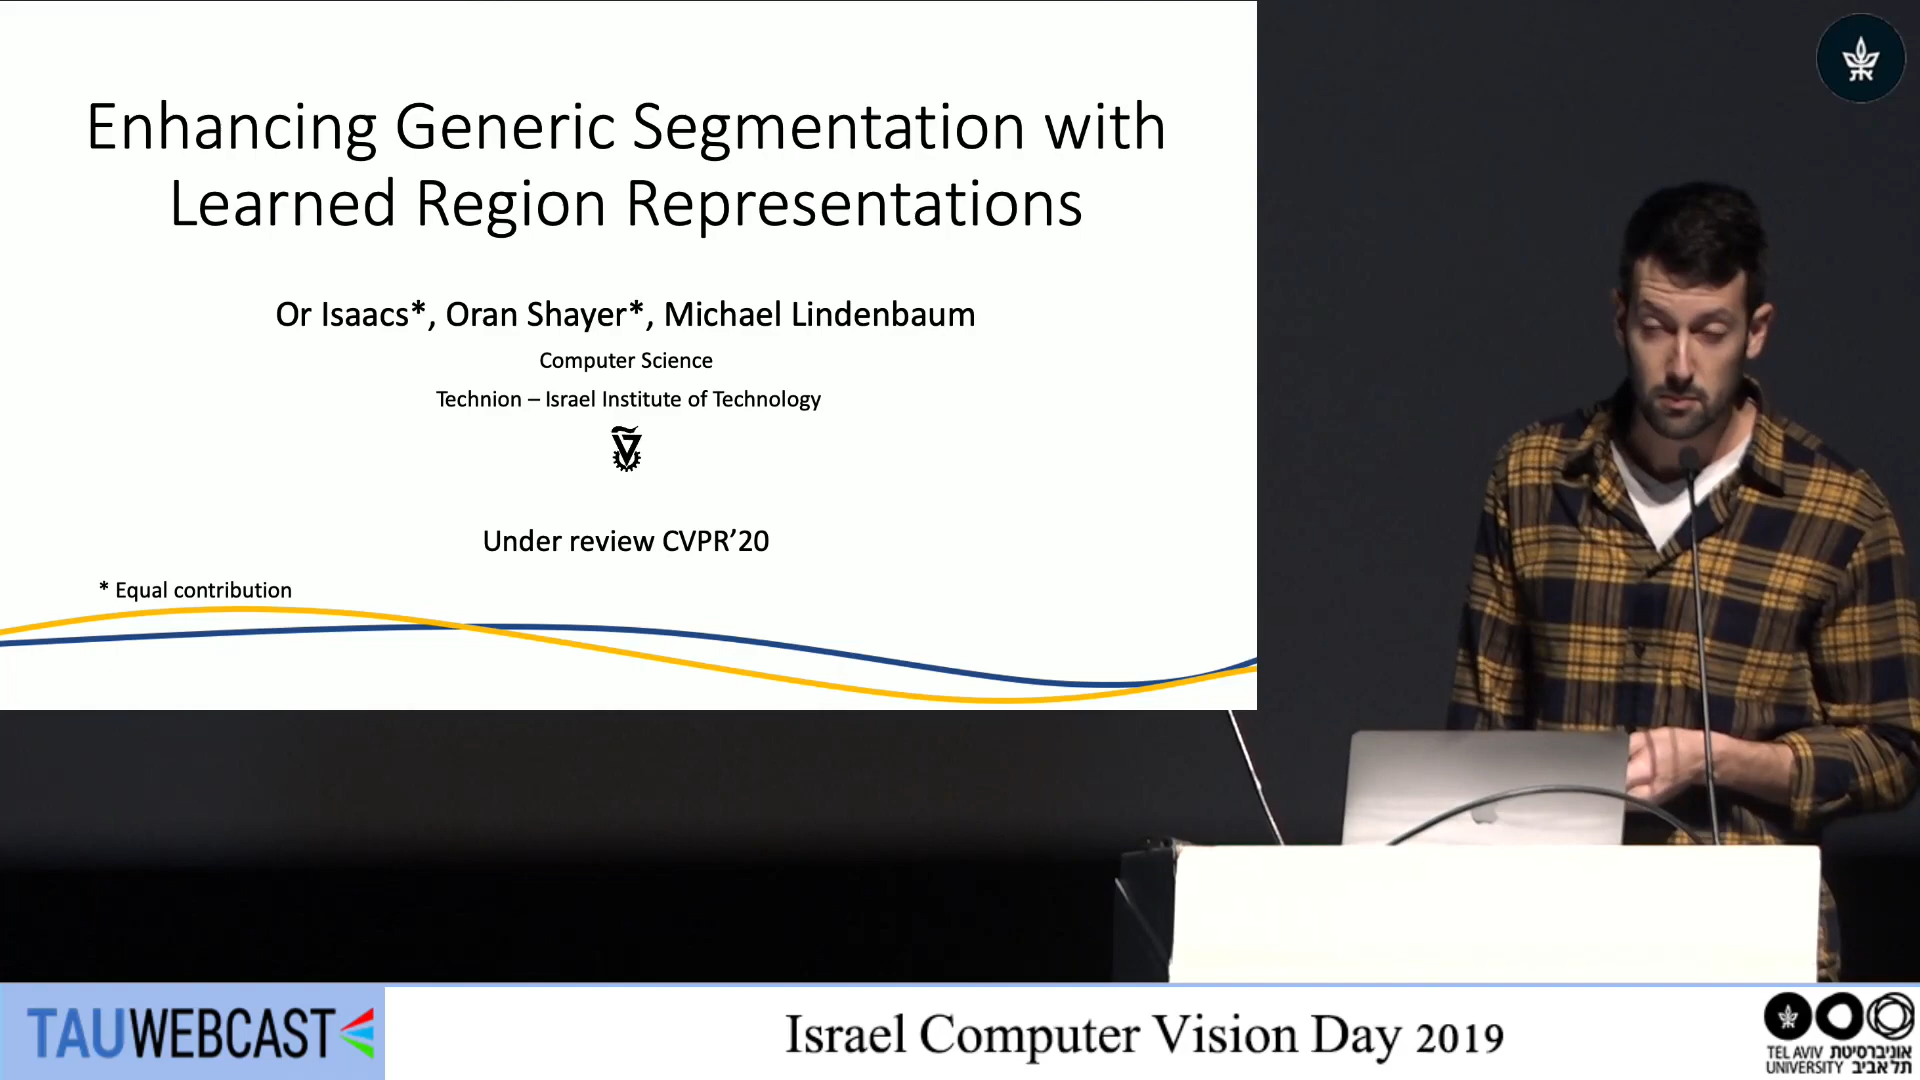 Enhancing Generic Segmentation with
Learned Region Representations
Or Isaacs*, Oran Shayer*, Michael Lindenbaum
Computer Science
Technion – Israel Institute of Technology
Under review CVPR’20
* Equal contribution
TAUWEBCAST
Israel Computer Vision Day 2019
TEL AVIV אוניברסיטת
UNIVERSITY תל אביב